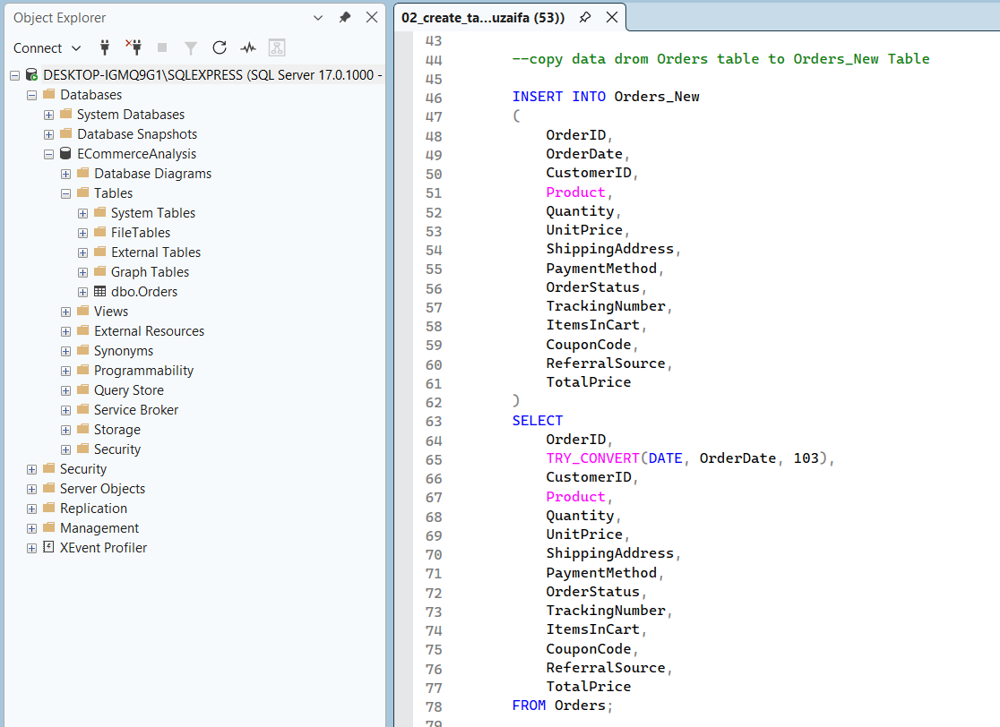 Object Explorer
Connect
DESKTOP-IGMQ9G1\SQLEXPRESS (SQL Server 17.0.1000 -
Databases
System Databases
Database Snapshots
ECommerceAnalysis
Database Diagrams
Tables
System Tables
FileTables
External Tables
Graph Tables
dbo.Orders
Views
External Resources
Synonyms
Programmability
Query Store
Service Broker
Storage
Security
Security
Server Objects
Replication
Management
XEvent Profiler
02_create_ta...uzaifa (53))
43
44 --copy data drom Orders table to Orders_New Table
45
46 INSERT INTO Orders_New
47 (
48 OrderID,
49 OrderDate,
50 CustomerID,
51 Product,
52 Quantity,
53 UnitPrice,
54 ShippingAddress,
55 PaymentMethod,
56 OrderStatus,
57 TrackingNumber,
58 ItemsInCart,
59 CouponCode,
60 ReferralSource,
61 TotalPrice
62 )
63 SELECT
64 OrderID,
65 TRY_CONVERT(DATE, OrderDate, 103),
66 CustomerID,
67 Product,
68 Quantity,
69 UnitPrice,
70 ShippingAddress,
71 PaymentMethod,
72 OrderStatus,
73 TrackingNumber,
74 ItemsInCart,
75 CouponCode,
76 ReferralSource,
77 TotalPrice
78 FROM Orders;
79